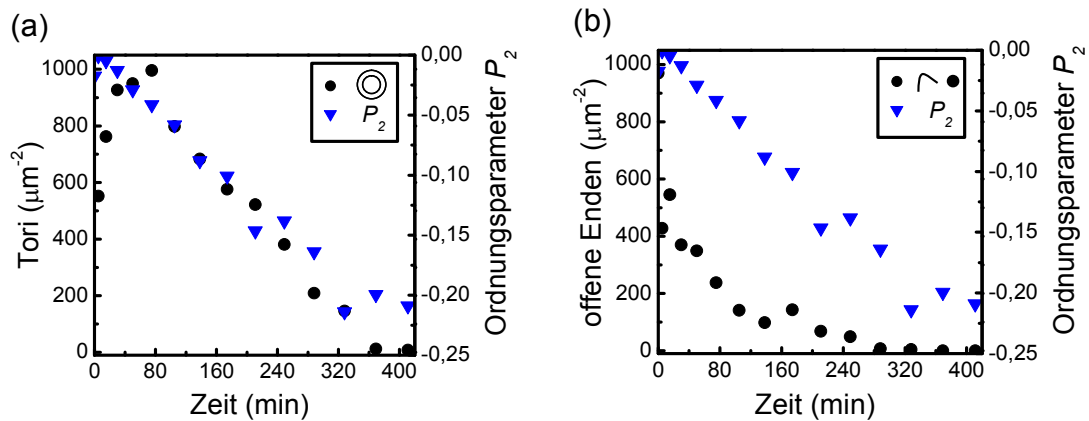 (a)
1000
800
600
400
200
0
Tori (μm⁻²)
0 80 160 240 320 400
Zeit (min)
0,00
-0,05
-0,10
-0,15
-0,20
-0,25
Ordnungsparameter P₂
P₂
(b)
1000
800
600
400
200
0
offene Enden (μm⁻²)
0 80 160 240 320 400
Zeit (min)
0,00
-0,05
-0,10
-0,15
-0,20
-0,25
Ordnungsparameter P₂
P₂